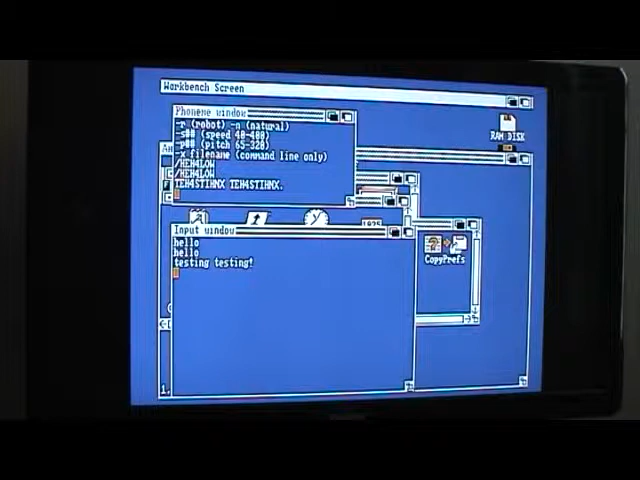 Workbench Screen
Phoneme window
-r (robot) -n (natural)
-s## (speed 40-400)
-p## (pitch 65-320)
-x filename (command line only)
/HEH4LOW
/HEH4LOW
TEH4STIHNX TEH4STIHNX.
RAM DISK
Input window
hello
hello
testing testing!
CopyPrefs
1.